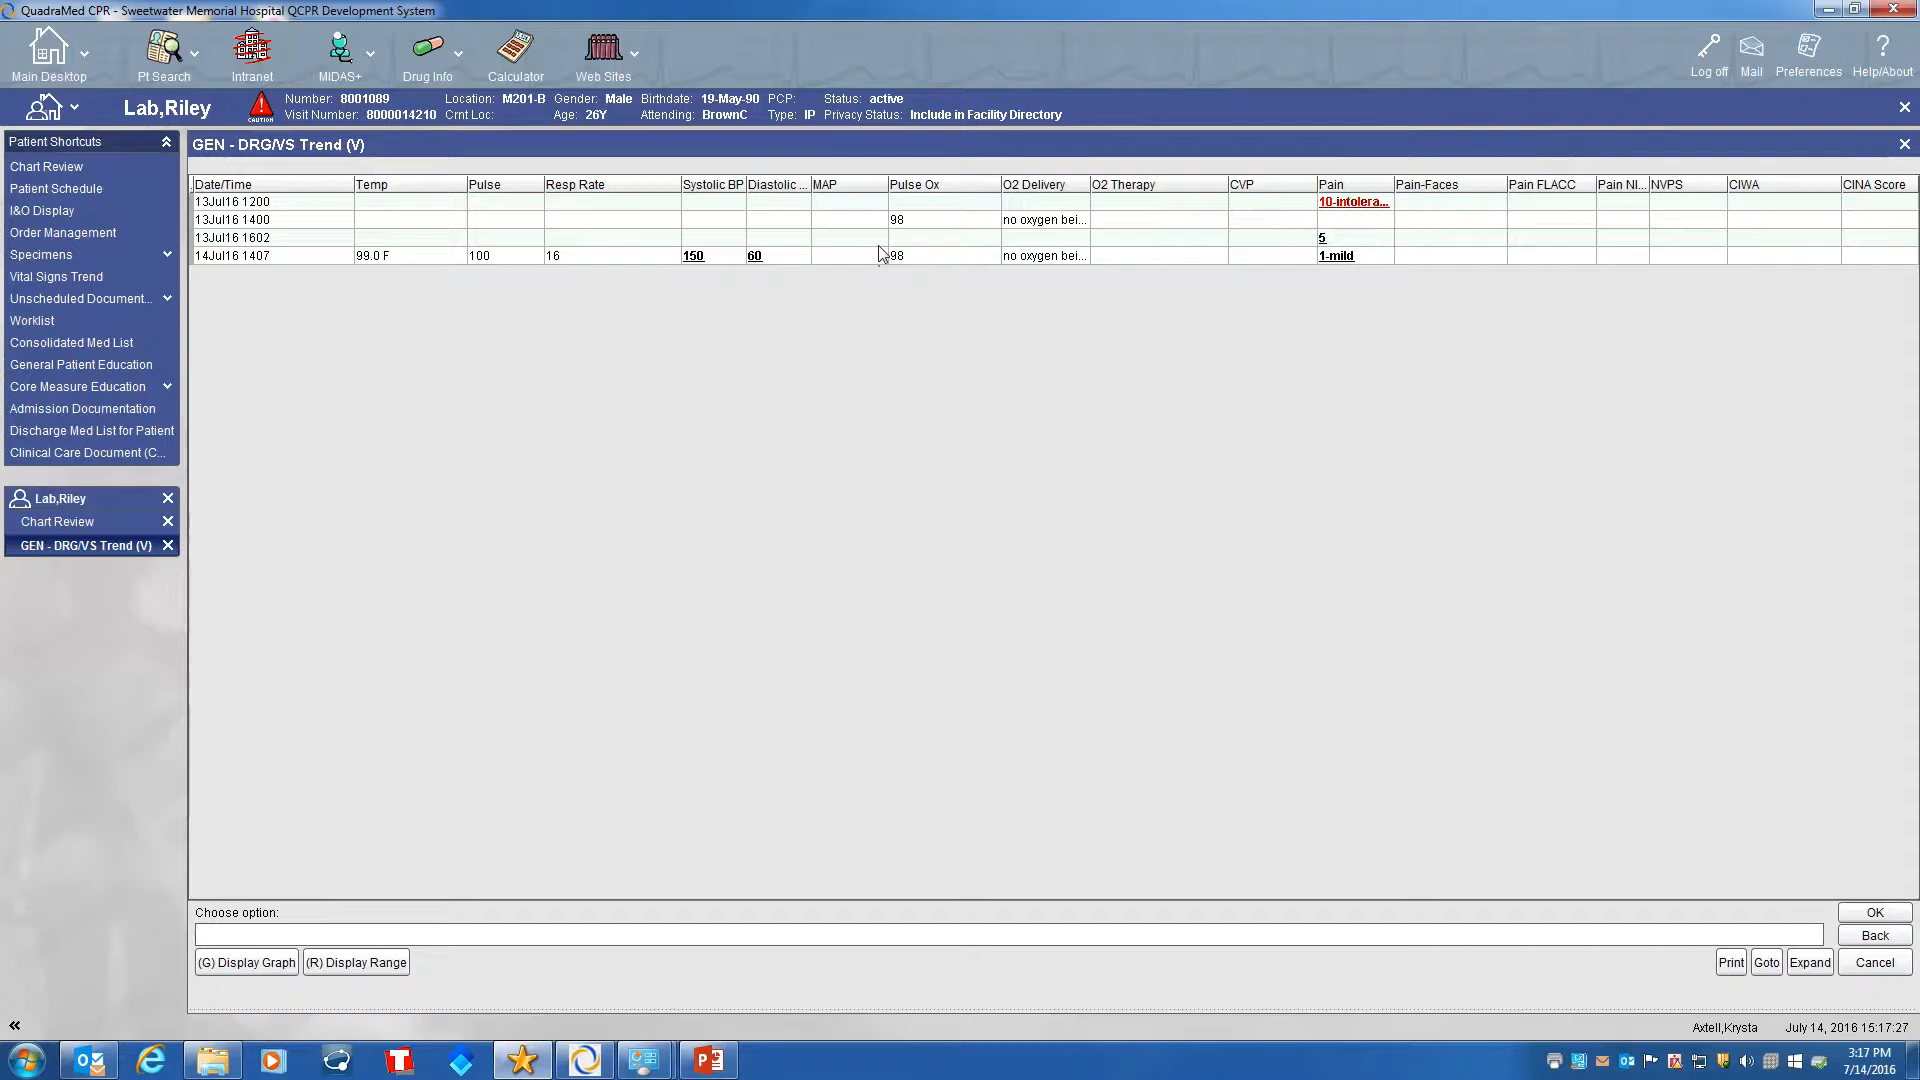 QuadraMed CPR - Sweetwater Memorial Hospital QCPR Development System
Main Desktop Pt Search Intranet MIDAS+ Drug Info Calculator Web Sites Log off Mail Preferences Help/About
Lab,Riley
CAUTION
Number: 8001089 Location: M201-B Gender: Male Birthdate: 19-May-90 PCP: Status: active
Visit Number: 8000014210 Crnt Loc: Age: 26Y Attending: BrownC Type: IP Privacy Status: Include in Facility Directory
Patient Shortcuts
Chart Review
Patient Schedule
I&O Display
Order Management
Specimens
Vital Signs Trend
Unscheduled Document...
Worklist
Consolidated Med List
General Patient Education
Core Measure Education
Admission Documentation
Discharge Med List for Patient
Clinical Care Document (C...
Lab,Riley
Chart Review
GEN - DRG/VS Trend (V)
GEN - DRG/VS Trend (V)
Date/Time Temp Pulse Resp Rate Systolic BP Diastolic ... MAP Pulse Ox O2 Delivery O2 Therapy CVP Pain Pain-Faces Pain FLACC Pain NI... NVPS CIWA CINA Score
13Jul16 1200 10-intolera...
13Jul16 1400 98 no oxygen bei...
13Jul16 1602 5
14Jul16 1407 99.0 F 100 16 150 60 98 no oxygen bei... 1-mild
Choose option:
OK
Back
(G) Display Graph (R) Display Range Print Goto Expand Cancel
Axtell,Krysta July 14, 2016 15:17:27
3:17 PM
7/14/2016